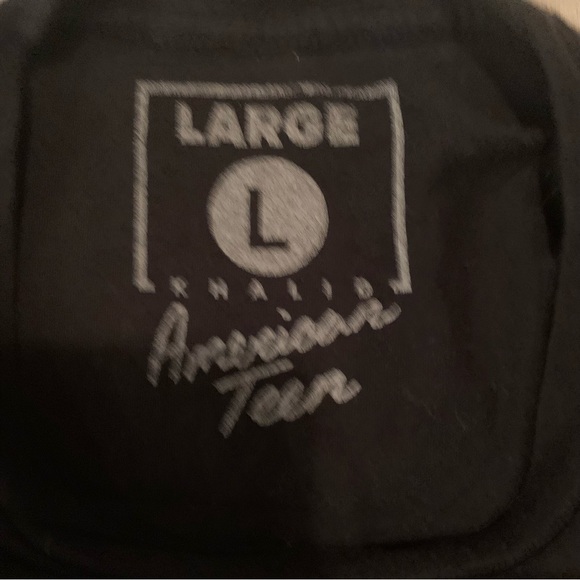 LARGE
L
KHALID
American
Teen